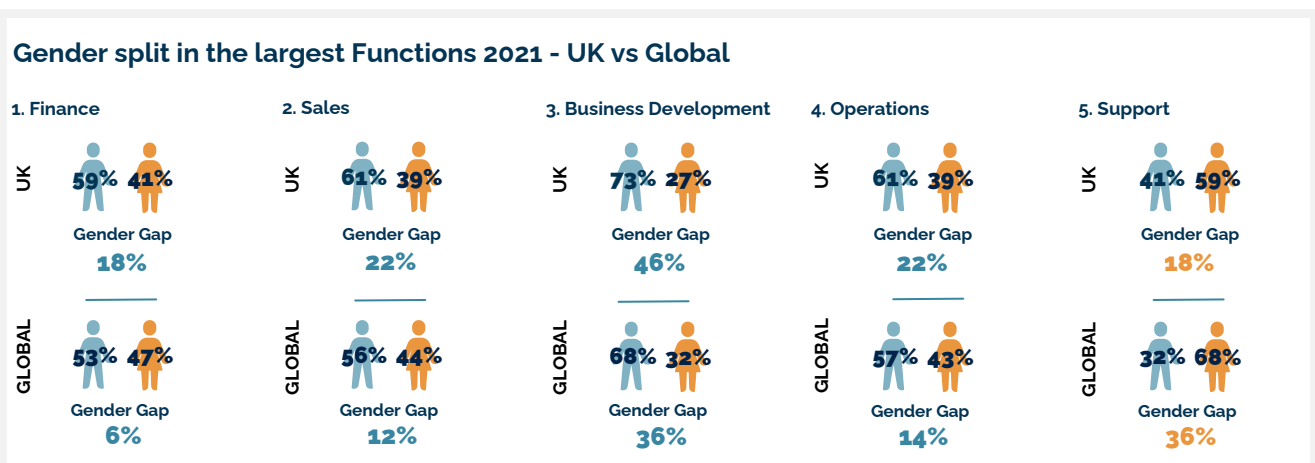 Gender split in the largest Functions 2021 - UK vs Global
1. Finance
UK
59% 41%
Gender Gap
18%
GLOBAL
53% 47%
Gender Gap
6%
2. Sales
UK
61% 39%
Gender Gap
22%
GLOBAL
56% 44%
Gender Gap
12%
3. Business Development
UK
73% 27%
Gender Gap
46%
GLOBAL
68% 32%
Gender Gap
36%
4. Operations
UK
61% 39%
Gender Gap
22%
GLOBAL
57% 43%
Gender Gap
14%
5. Support
UK
41% 59%
Gender Gap
18%
GLOBAL
32% 68%
Gender Gap
36%